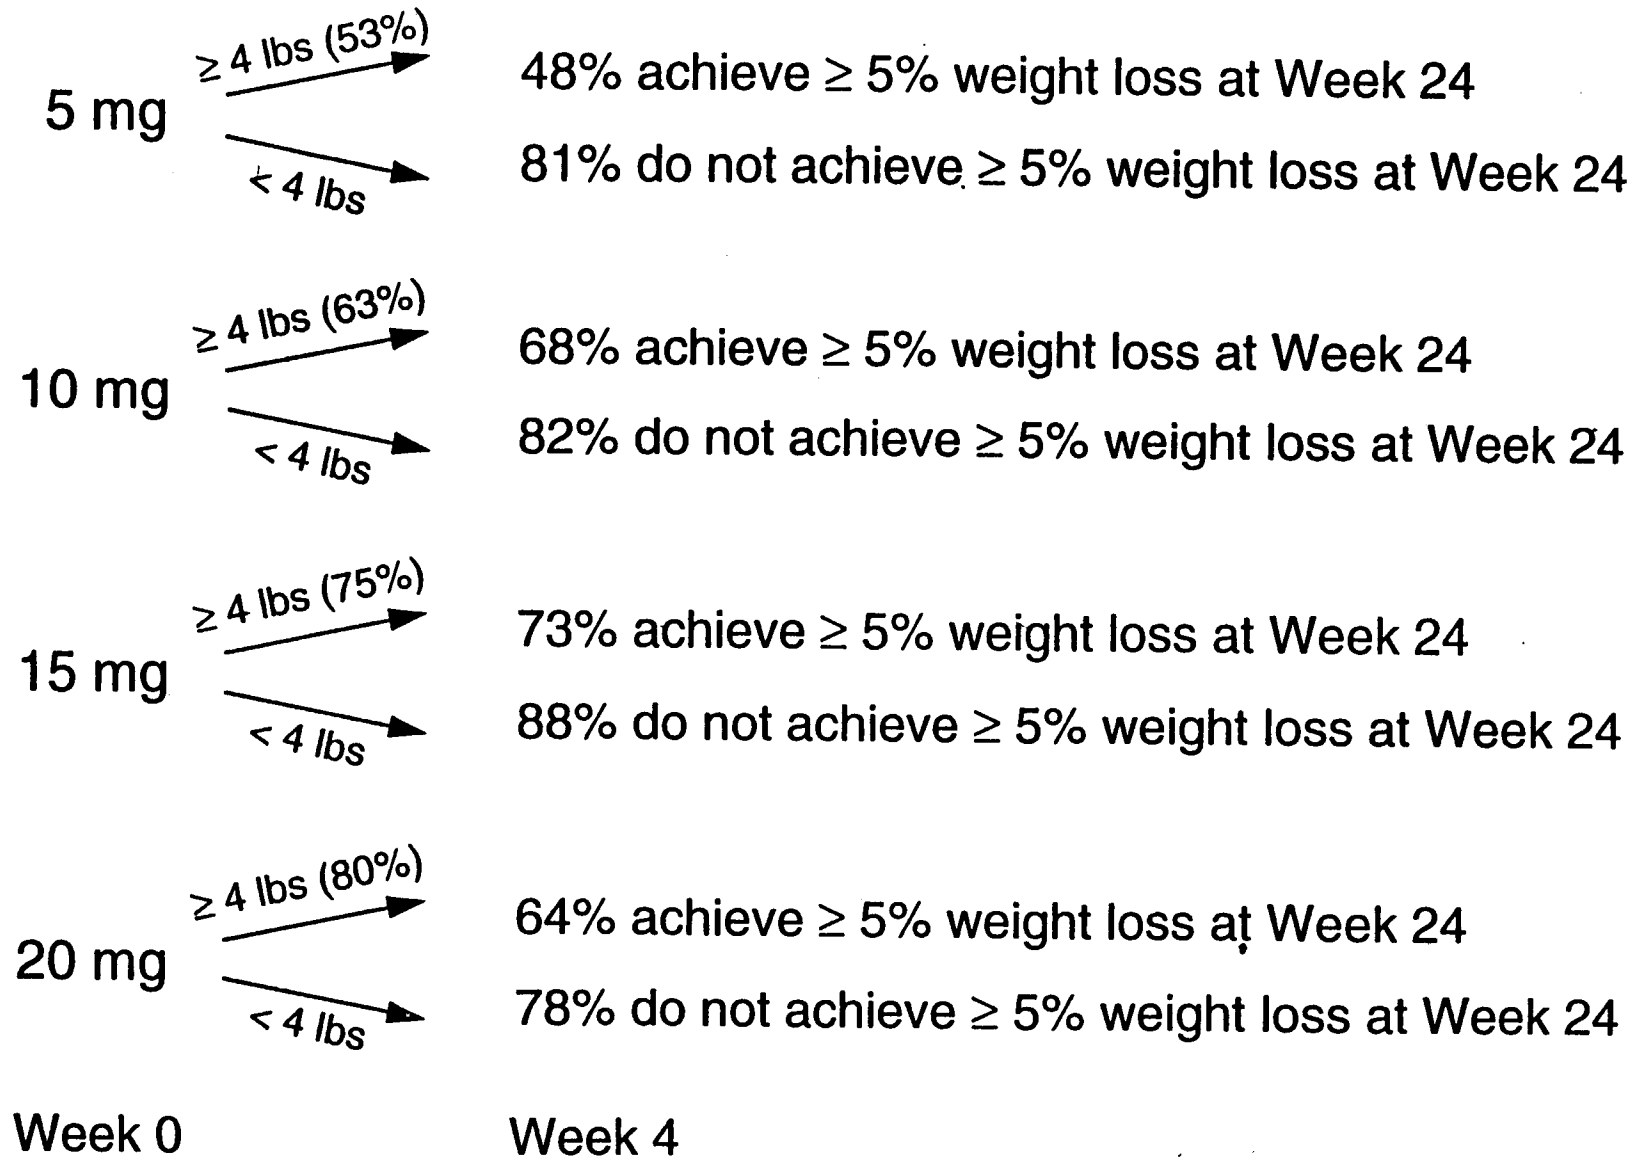 ≥ 4 lbs (53%)
48% achieve ≥ 5% weight loss at Week 24
5 mg
81% do not achieve ≥ 5% weight loss at Week 24
< 4 lbs
≥ 4 lbs (63%)
68% achieve ≥ 5% weight loss at Week 24
10 mg
82% do not achieve ≥ 5% weight loss at Week 24
< 4 lbs
≥ 4 lbs (75%)
73% achieve ≥ 5% weight loss at Week 24
15 mg
88% do not achieve ≥ 5% weight loss at Week 24
< 4 lbs
≥ 4 lbs (80%)
64% achieve ≥ 5% weight loss at Week 24
20 mg
78% do not achieve ≥ 5% weight loss at Week 24
< 4 lbs
Week 0 Week 4